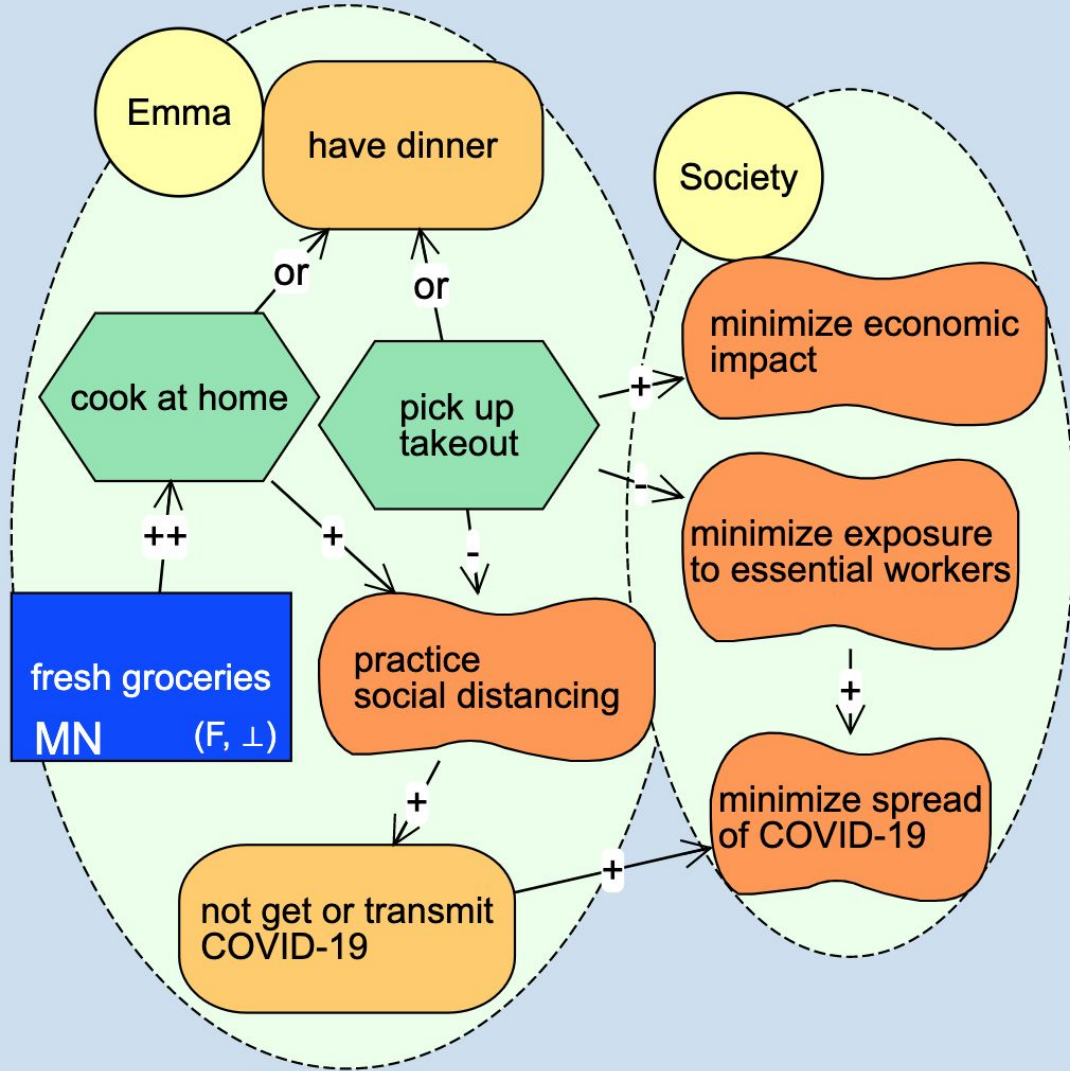 Emma
have dinner
Society
or
or
minimize economic
impact
cook at home
pick up
takeout
+
-
++
+
-
minimize exposure
to essential workers
fresh groceries
MN (F, ⊥)
practice
social distancing
+
+
minimize spread
of COVID-19
+
not get or transmit
COVID-19